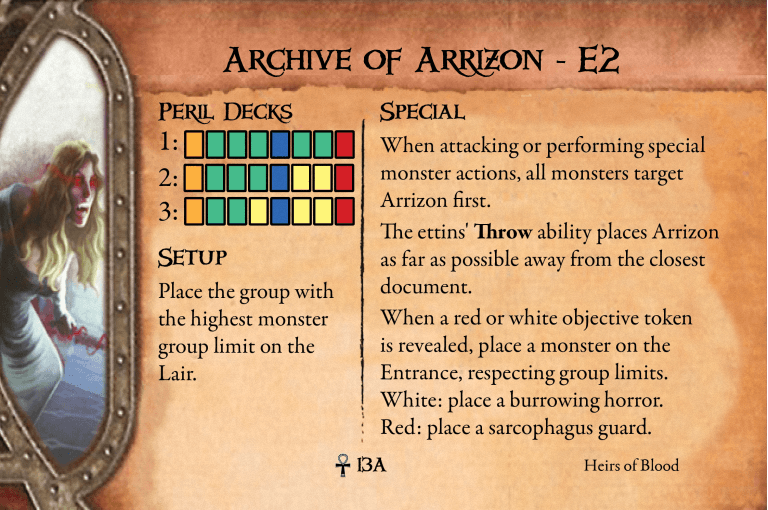 Archive of Arrizon - E2
Peril Decks
1:
2:
3:
Setup
Place the group with
the highest monster
group limit on the
Lair.
Special
When attacking or performing special
monster actions, all monsters target
Arrizon first.
The ettins' Throw ability places Arrizon
as far as possible away from the closest
document.
When a red or white objective token
is revealed, place a monster on the
Entrance, respecting group limits.
White: place a burrowing horror.
Red: place a sarcophagus guard.
13A
Heirs of Blood